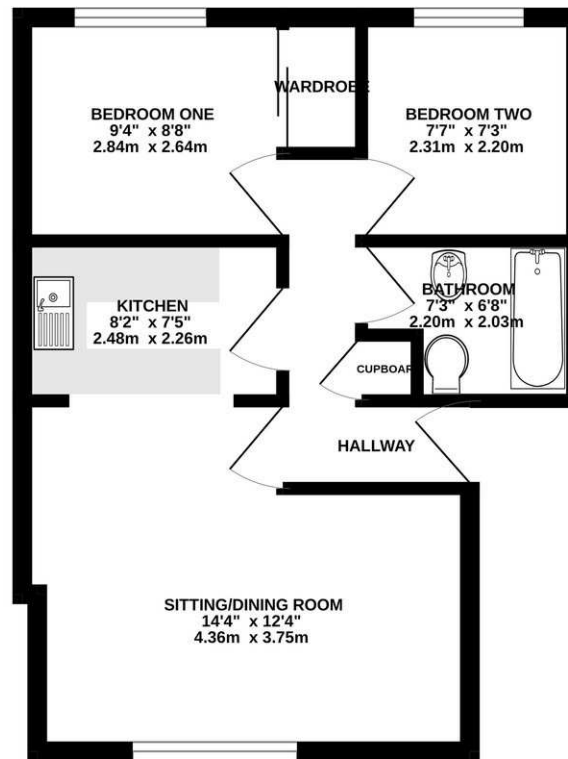 WARDROBE
BEDROOM ONE
9'4" x 8'8"
2.84m x 2.64m
BEDROOM TWO
7'7" x 7'3"
2.31m x 2.20m
KITCHEN
8'2" x 7'5"
2.48m x 2.26m
BATHROOM
7'3" x 6'8"
2.20m x 2.03m
CUPBOAR
HALLWAY
SITTING/DINING ROOM
14'4" x 12'4"
4.36m x 3.75m